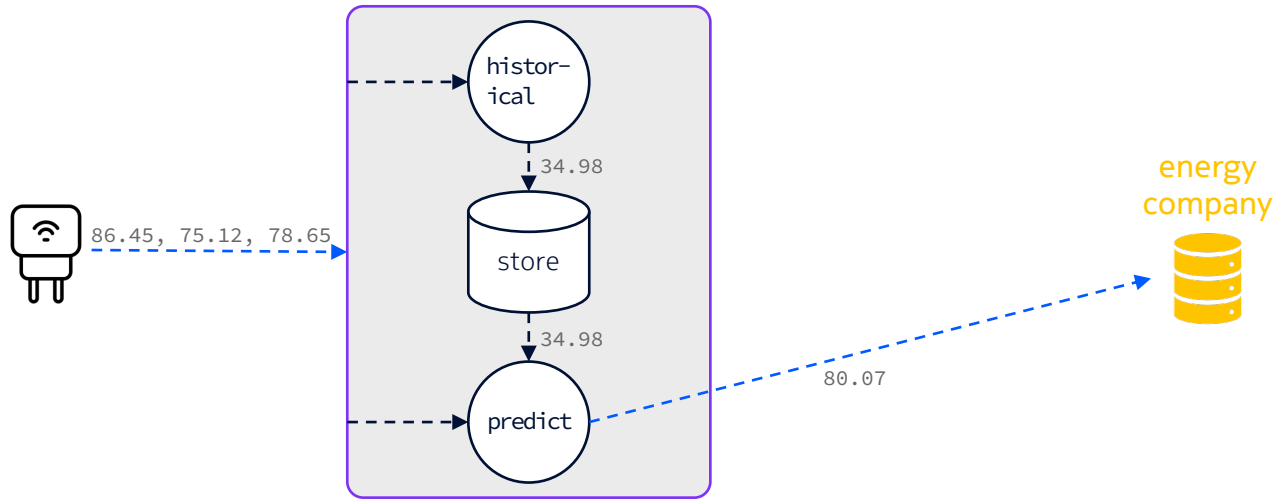 histor-
ical
34.98
energy
company
86.45, 75.12, 78.65
store
34.98
80.07
predict